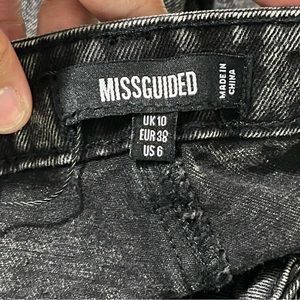 MISSGUIDED
MADE IN
CHINA
UK 10
EUR 38
US 6